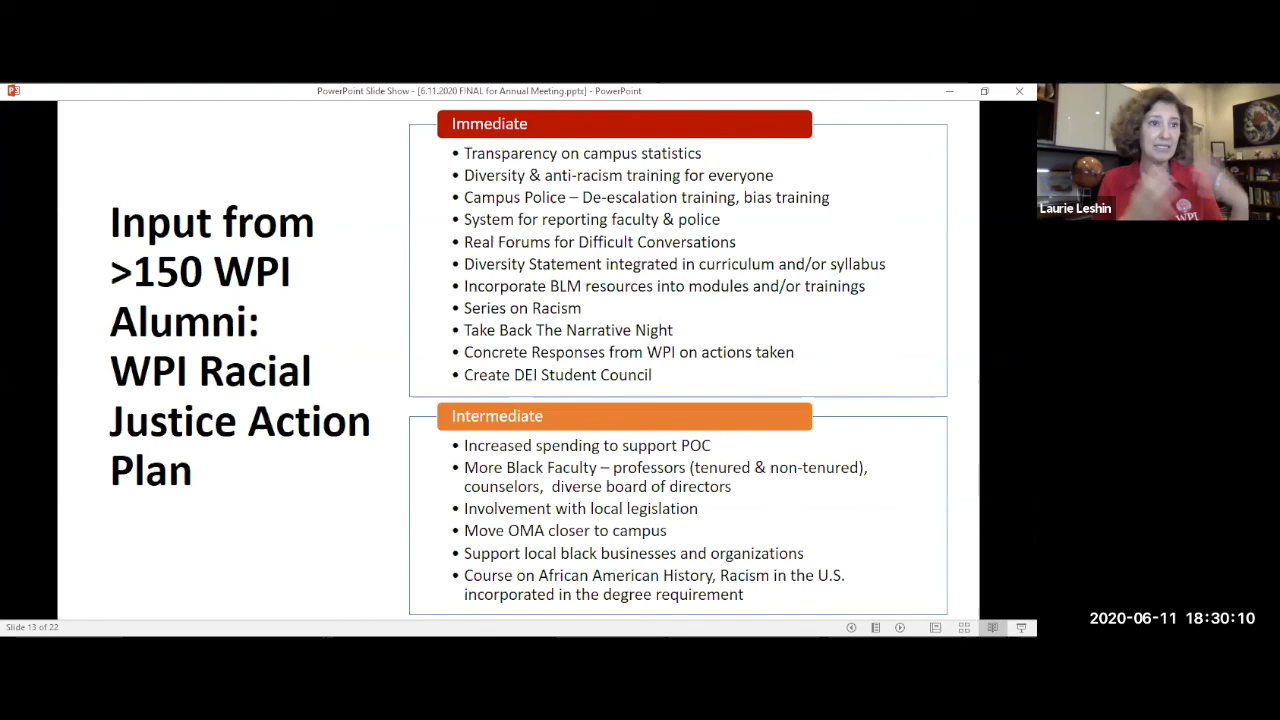 PowerPoint Slide Show - [6.11.2020 FINAL for Annual Meeting.pptx] - PowerPoint
Input from
>150 WPI
Alumni:
WPI Racial
Justice Action
Plan
Immediate
• Transparency on campus statistics
• Diversity & anti-racism training for everyone
• Campus Police – De-escalation training, bias training
• System for reporting faculty & police
• Real Forums for Difficult Conversations
• Diversity Statement integrated in curriculum and/or syllabus
• Incorporate BLM resources into modules and/or trainings
• Series on Racism
• Take Back The Narrative Night
• Concrete Responses from WPI on actions taken
• Create DEI Student Council
Intermediate
• Increased spending to support POC
• More Black Faculty – professors (tenured & non-tenured),
counselors, diverse board of directors
• Involvement with local legislation
• Move OMA closer to campus
• Support local black businesses and organizations
• Course on African American History, Racism in the U.S.
incorporated in the degree requirement
Slide 13 of 22
Laurie Leshin
WPI
2020-06-11 18:30:10